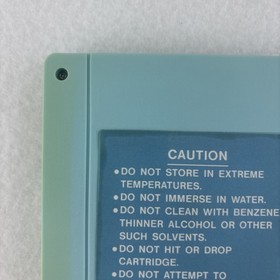 CAUTION
•DO NOT STORE IN EXTREME
TEMPERATURES.
•DO NOT IMMERSE IN WATER.
•DO NOT CLEAN WITH BENZENE
THINNER ALCOHOL OR OTHER
SUCH SOLVENTS.
•DO NOT HIT OR DROP
CARTRIDGE.
•DO NOT ATTEMPT TO